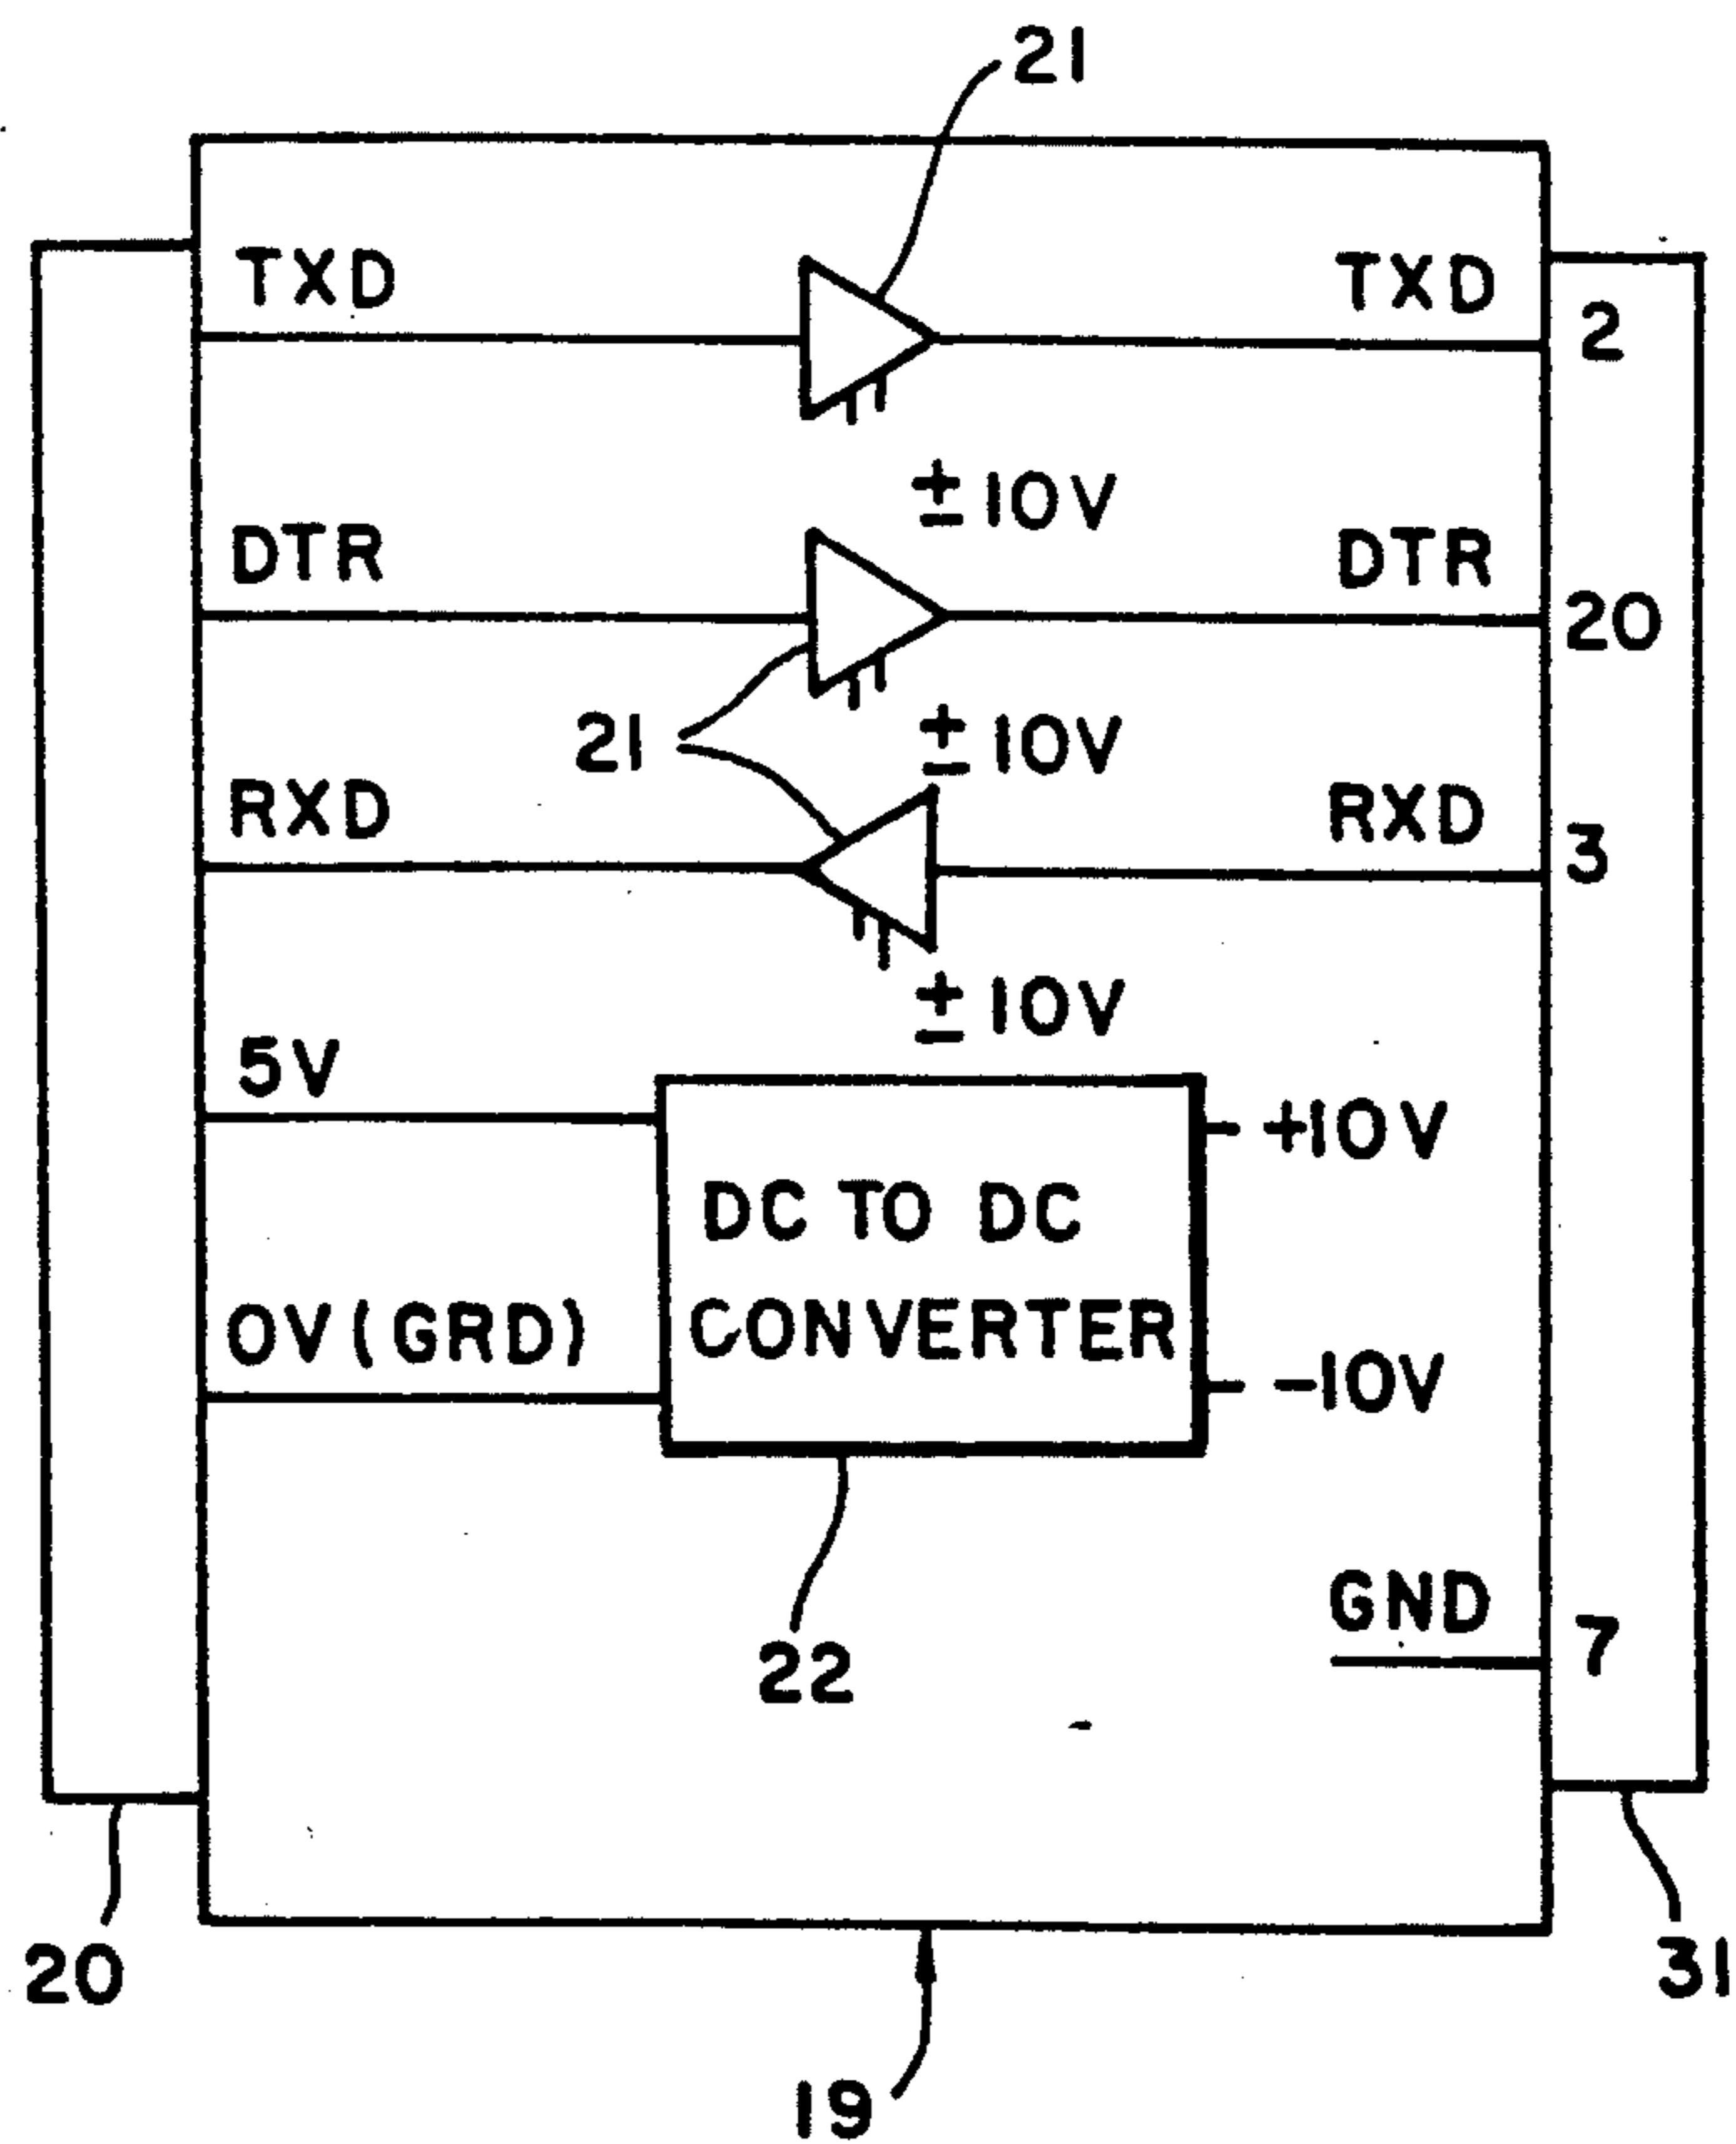 21
TXD TXD
2
±10V
DTR DTR
20
21
±10V
RXD RXD
3
±10V
5V
+10V
DC TO DC
0V(GRD) CONVERTER
-10V
GND
7
22
20
31
19